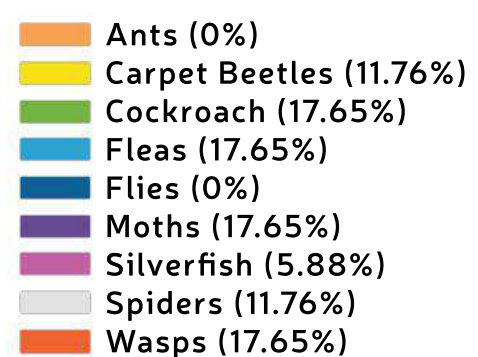 Ants (0%)
Carpet Beetles (11.76%)
Cockroach (17.65%)
Fleas (17.65%)
Flies (0%)
Moths (17.65%)
Silverfish (5.88%)
Spiders (11.76%)
Wasps (17.65%)